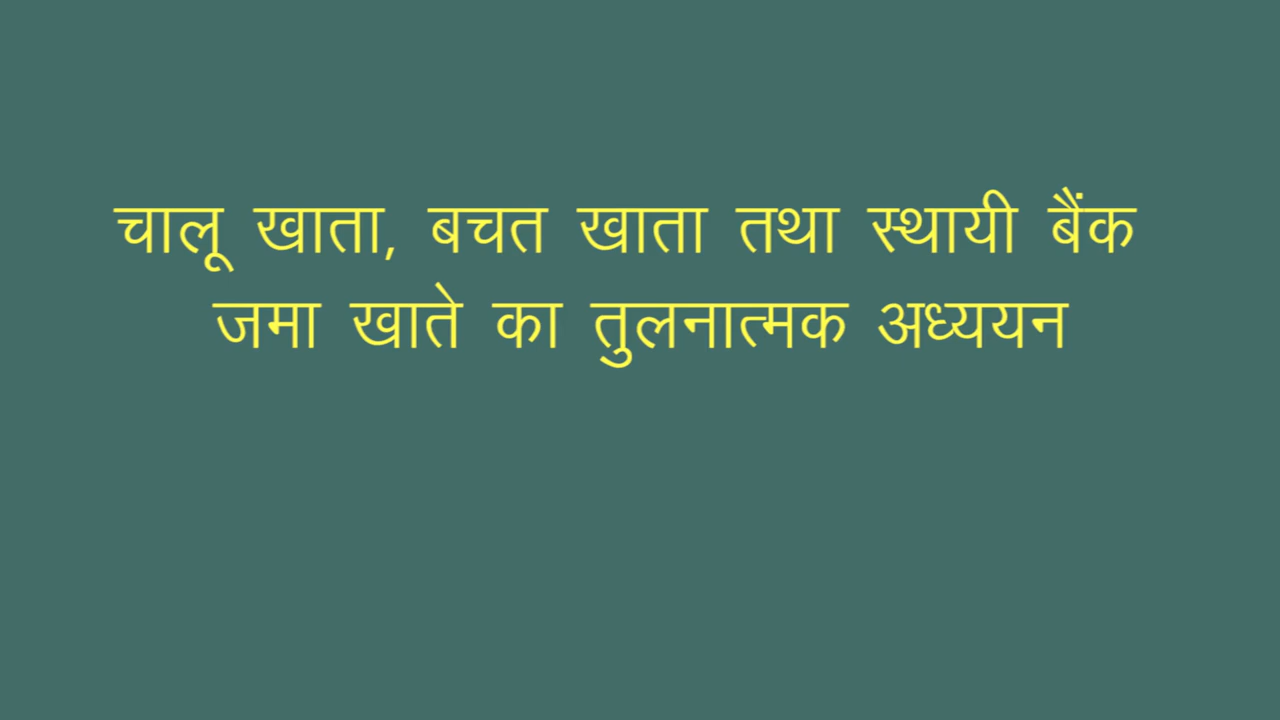 चालू खाता, बचत खाता तथा स्थायी बैंक
जमा खाते का तुलनात्मक अध्ययन